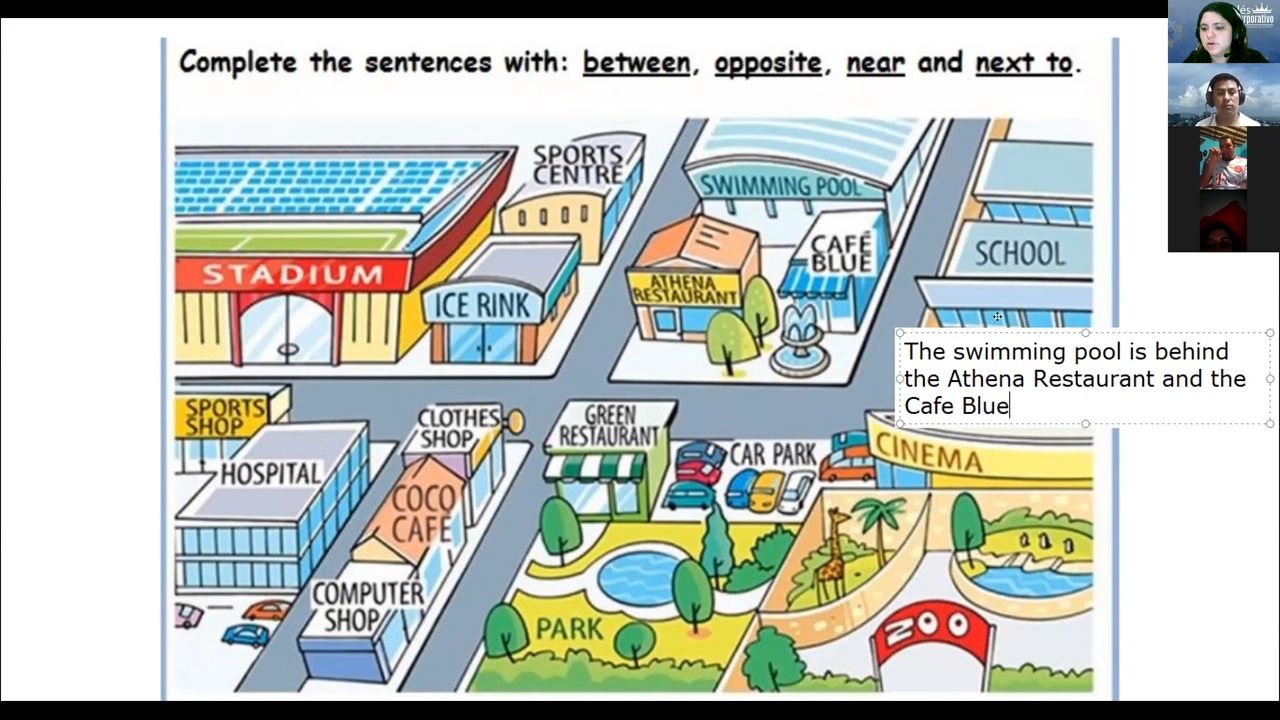 Complete the sentences with: between, opposite, near and next to.
SPORTS
CENTRE
SWIMMING POOL
CAFÉ
BLUE
SCHOOL
STADIUM
ICE RINK
ATHENA
RESTAURANT
The swimming pool is behind
the Athena Restaurant and the
Cafe Blue
SPORTS
SHOP
CLOTHES
SHOP
GREEN
RESTAURANT
CAR PARK
CINEMA
HOSPITAL
COCO
CAFÉ
COMPUTER
SHOP
PARK
ZOO